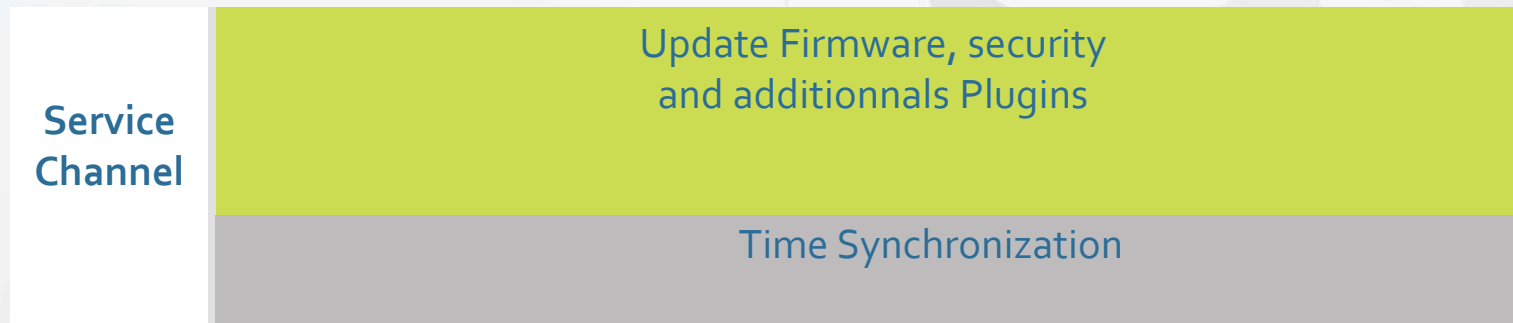 Service
Channel
Update Firmware, security
and additionnals Plugins
Time Synchronization